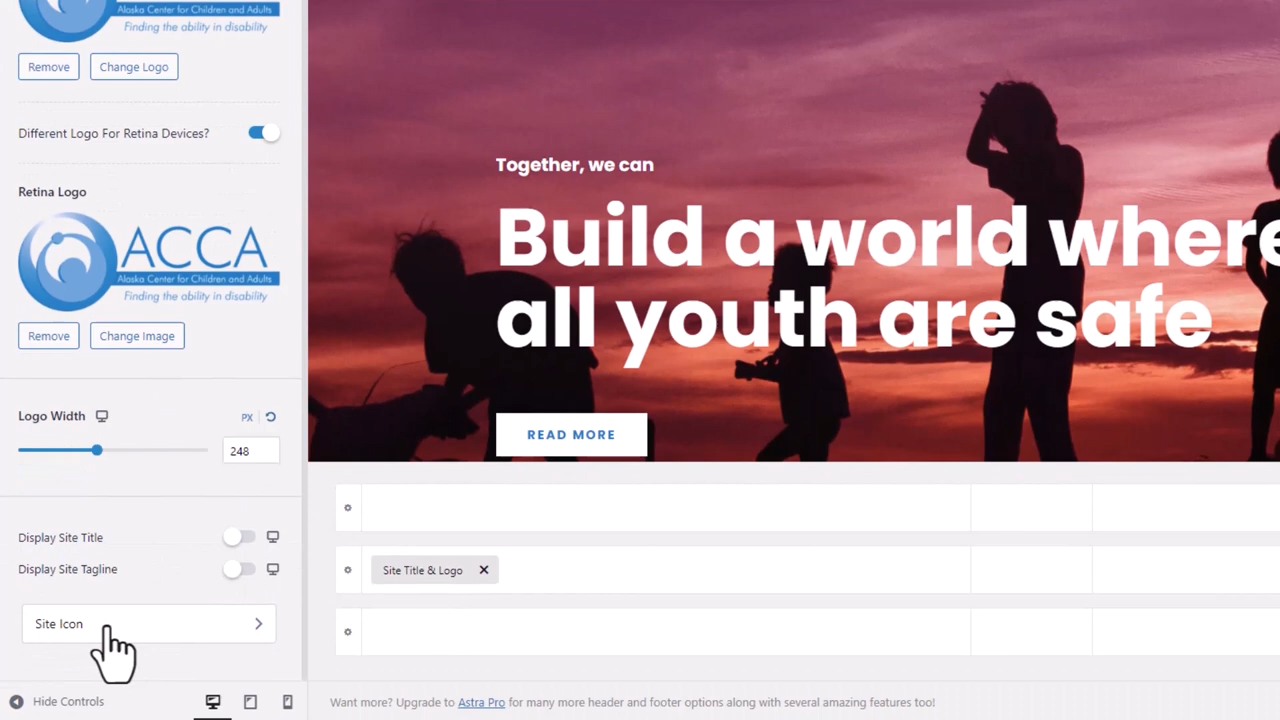 Alaska Center for Children and Adults
Finding the ability in disability
Remove
Change Logo
Different Logo For Retina Devices?
Retina Logo
ACCA
Alaska Center for Children and Adults
Finding the ability in disability
Remove
Change Image
Logo Width
PX
248
Display Site Title
Display Site Tagline
Site Icon
Hide Controls
Together, we can
Build a world where
all youth are safe
READ MORE
Site Title & Logo
Want more? Upgrade to Astra Pro for many more header and footer options along with several amazing features too!